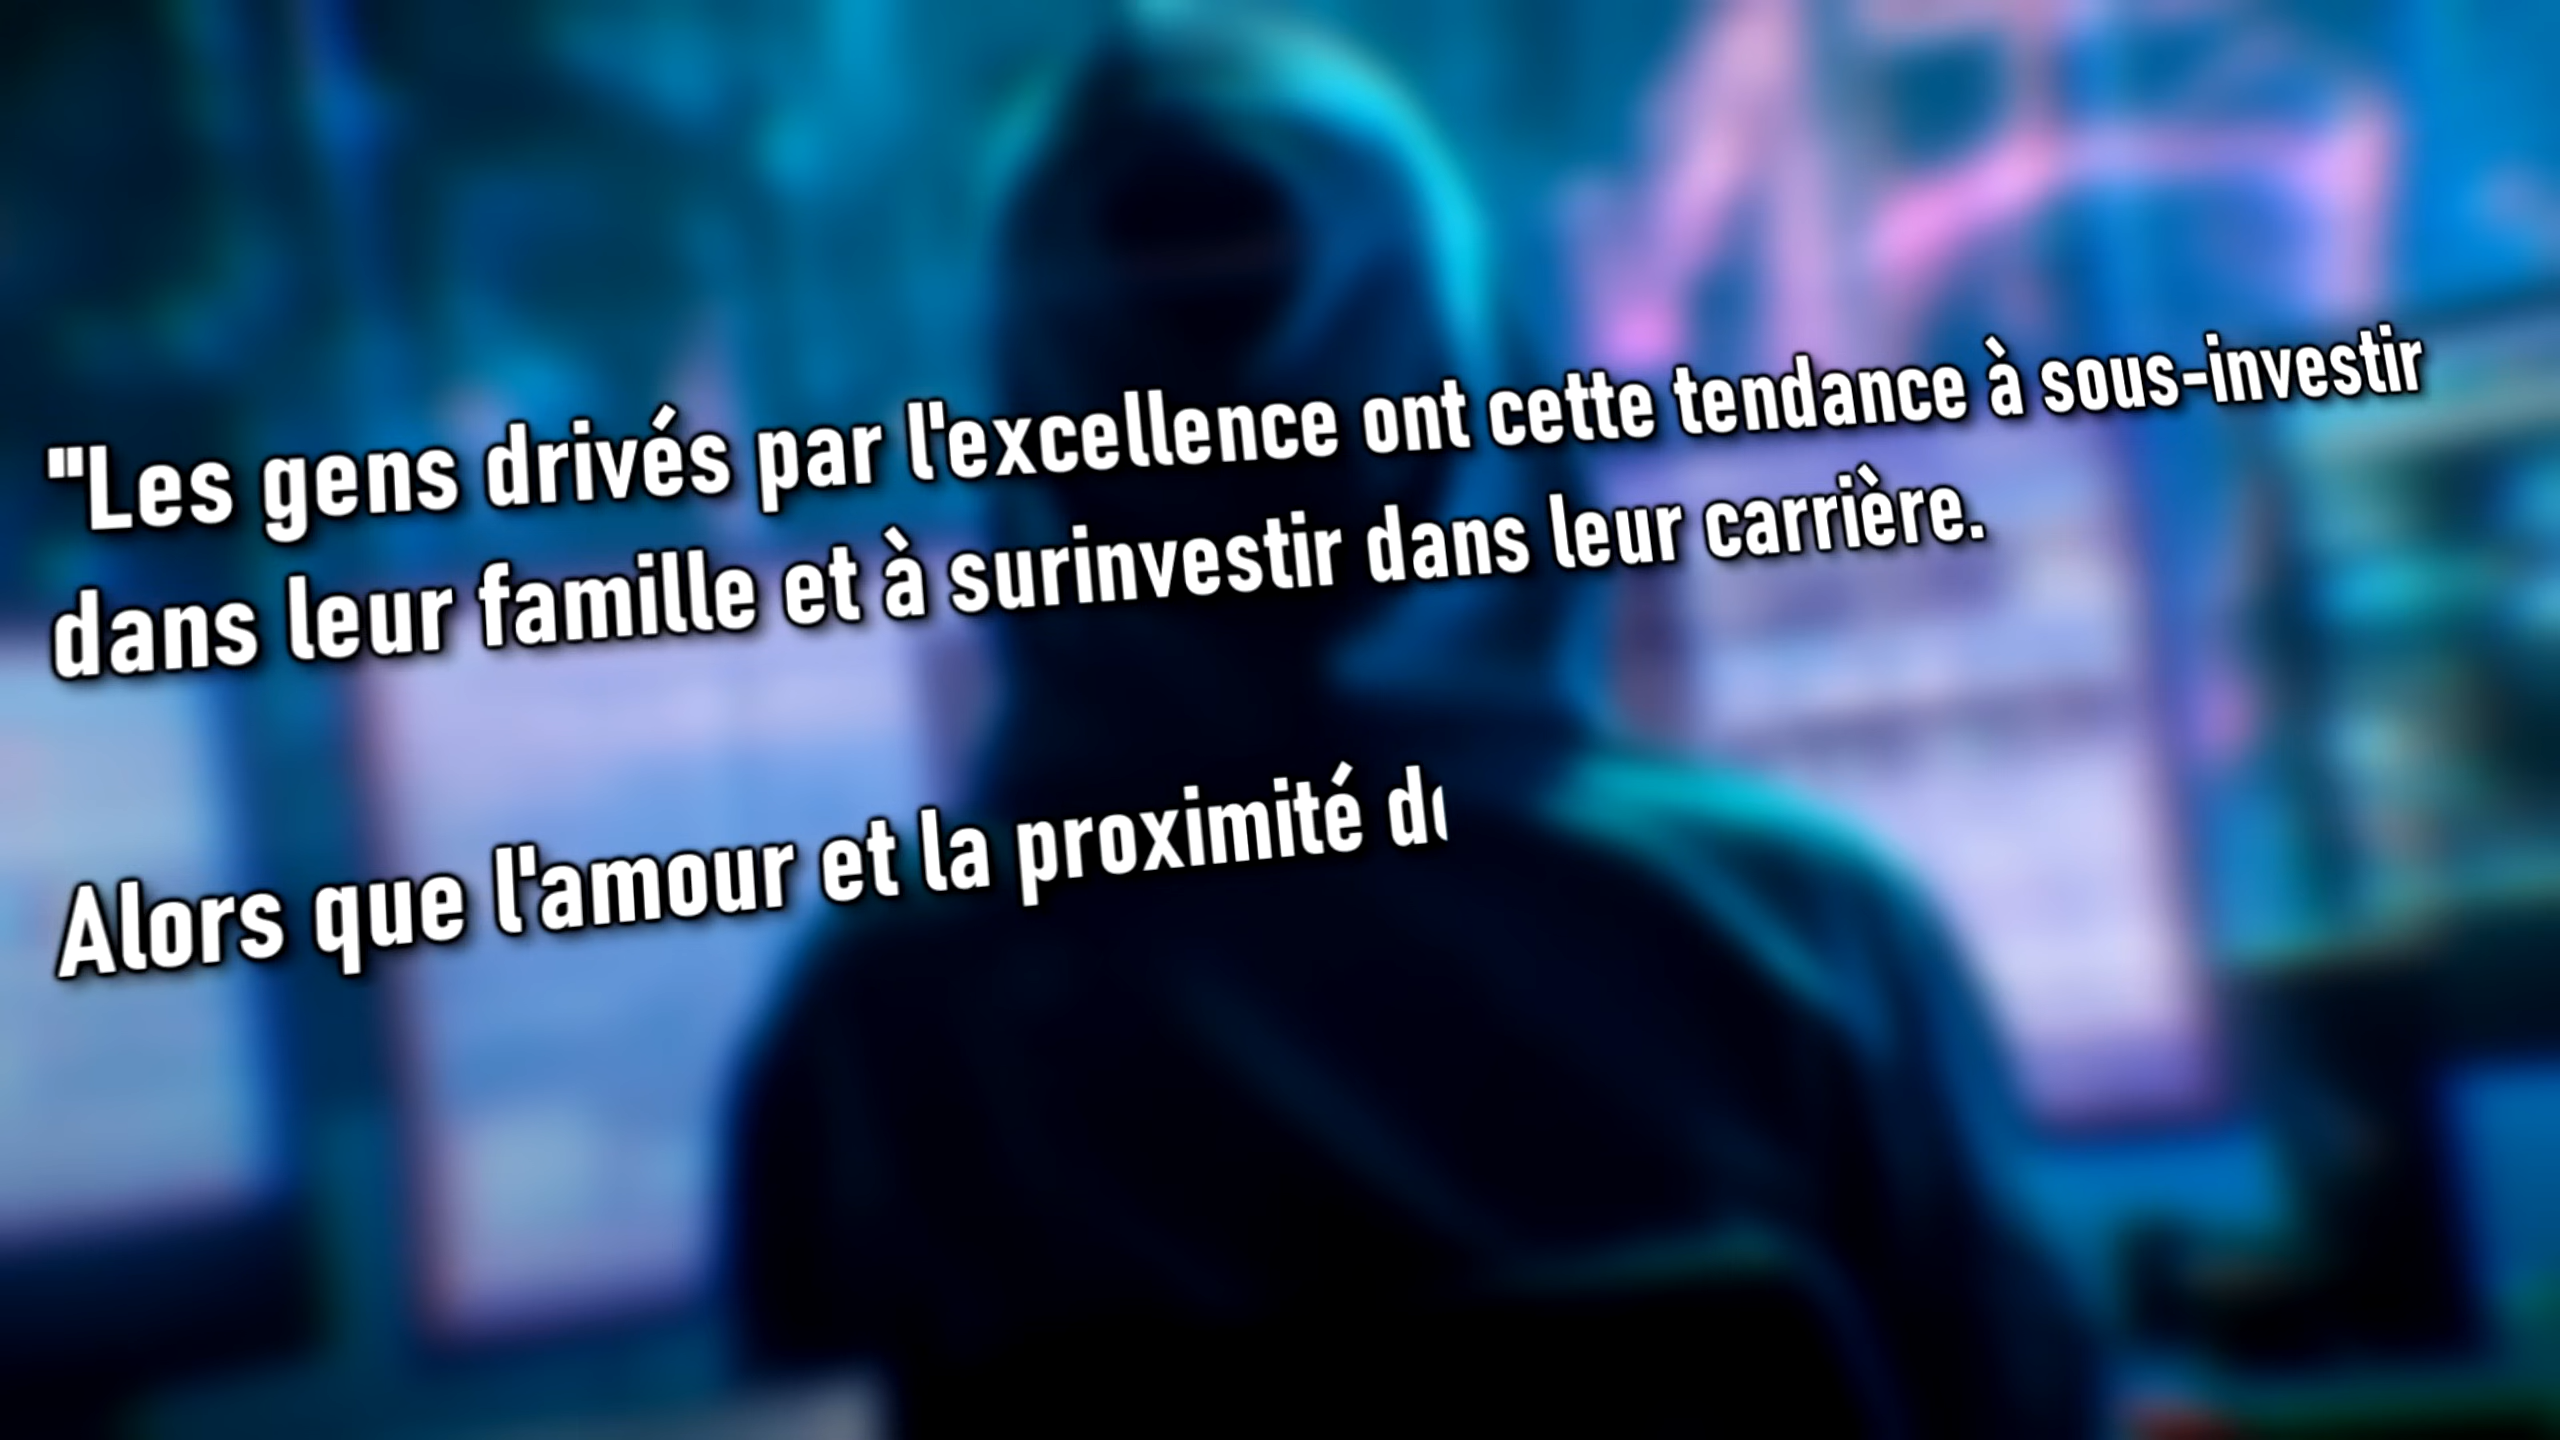 "Les gens drivés par l'excellence ont cette tendance à sous-investir
dans leur famille et à surinvestir dans leur carrière.
Alors que l'amour et la proximité